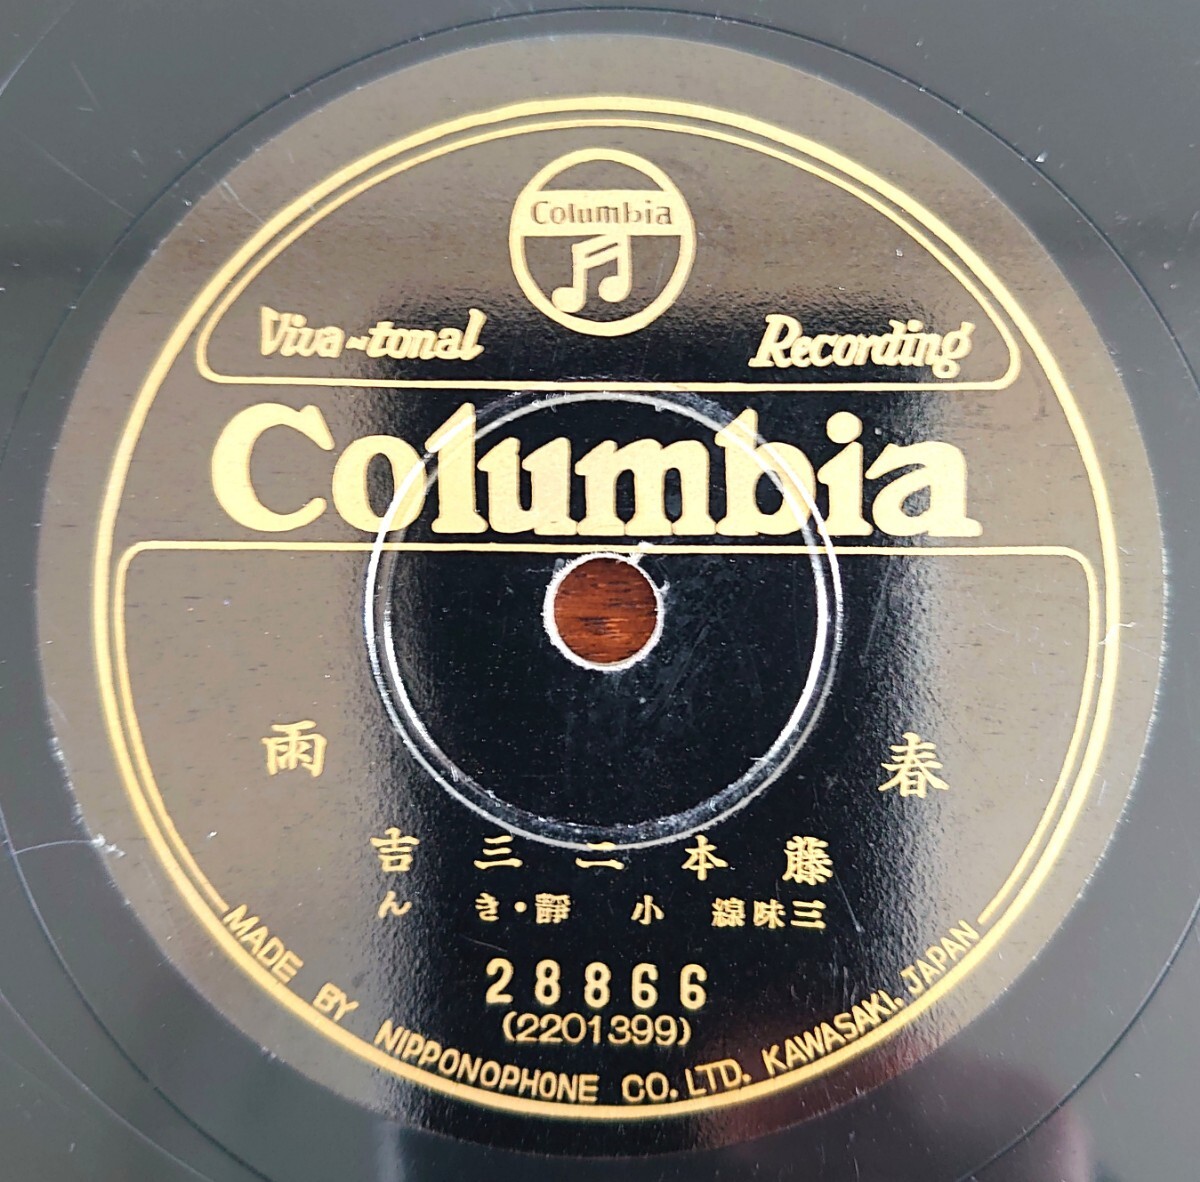 Columbia
Viva-tonal Recording
Columbia
雨 春
吉 三 二 本 藤
ん き・靜 小 線味三
28866
(2201399)
MADE BY NIPPONOPHONE CO. LTD. KAWASAKI, JAPAN